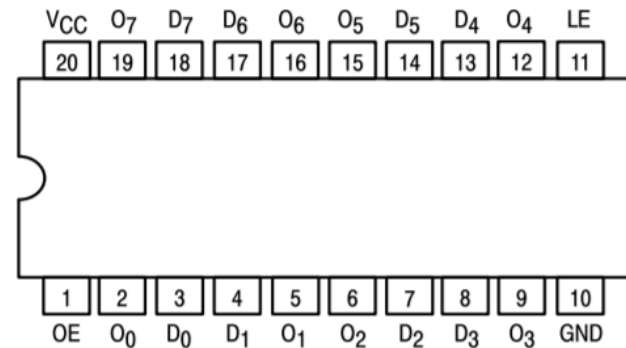 VCC O7 D7 D6 O6 O5 D5 D4 O4 LE
20 19 18 17 16 15 14 13 12 11
1 2 3 4 5 6 7 8 9 10
OE O0 D0 D1 O1 O2 D2 D3 O3 GND